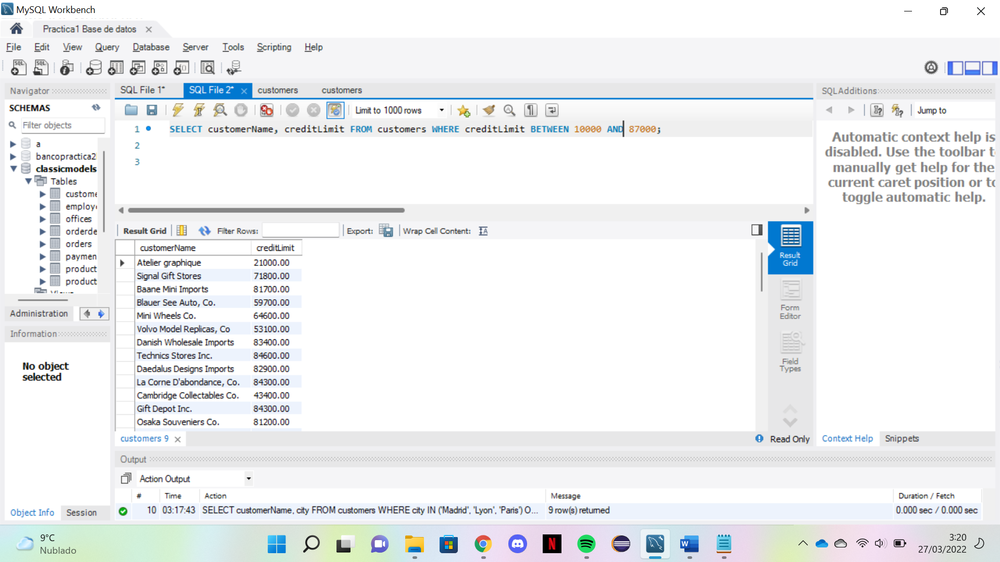 MySQL Workbench
Practica1 Base de datos
File Edit View Query Database Server Tools Scripting Help
Navigator
SCHEMAS
Filter objects
a
bancopractica2
classicmodels
Tables
custome
employe
offices
orderde
orders
paymen
product
product
Administration
Information
No object
selected
Object Info Session
SQL File 1* SQL File 2* customers customers
Limit to 1000 rows
1 SELECT customerName, creditLimit FROM customers WHERE creditLimit BETWEEN 10000 AND 87000;
2
3
Result Grid Filter Rows: Export: Wrap Cell Content:
customerName creditLimit
Atelier graphique 21000.00
Signal Gift Stores 71800.00
Baane Mini Imports 81700.00
Blauer See Auto, Co. 59700.00
Mini Wheels Co. 64600.00
Volvo Model Replicas, Co 53100.00
Danish Wholesale Imports 83400.00
Technics Stores Inc. 84600.00
Daedalus Designs Imports 82900.00
La Corne D'abondance, Co. 84300.00
Cambridge Collectables Co. 43400.00
Gift Depot Inc. 84300.00
Osaka Souveniers Co. 81200.00
Result
Grid
Form
Editor
Field
Types
customers 9
Read Only
SQLAdditions
Jump to
Automatic context help is
disabled. Use the toolbar t
manually get help for the
current caret position or to
toggle automatic help.
Context Help Snippets
Output
Action Output
# Time Action Message Duration / Fetch
10 03:17:43 SELECT customerName, city FROM customers WHERE city IN ('Madrid', 'Lyon', 'Paris') O... 9 row(s) returned 0.000 sec / 0.000 sec
9°C
Nublado
3:20
27/03/2022